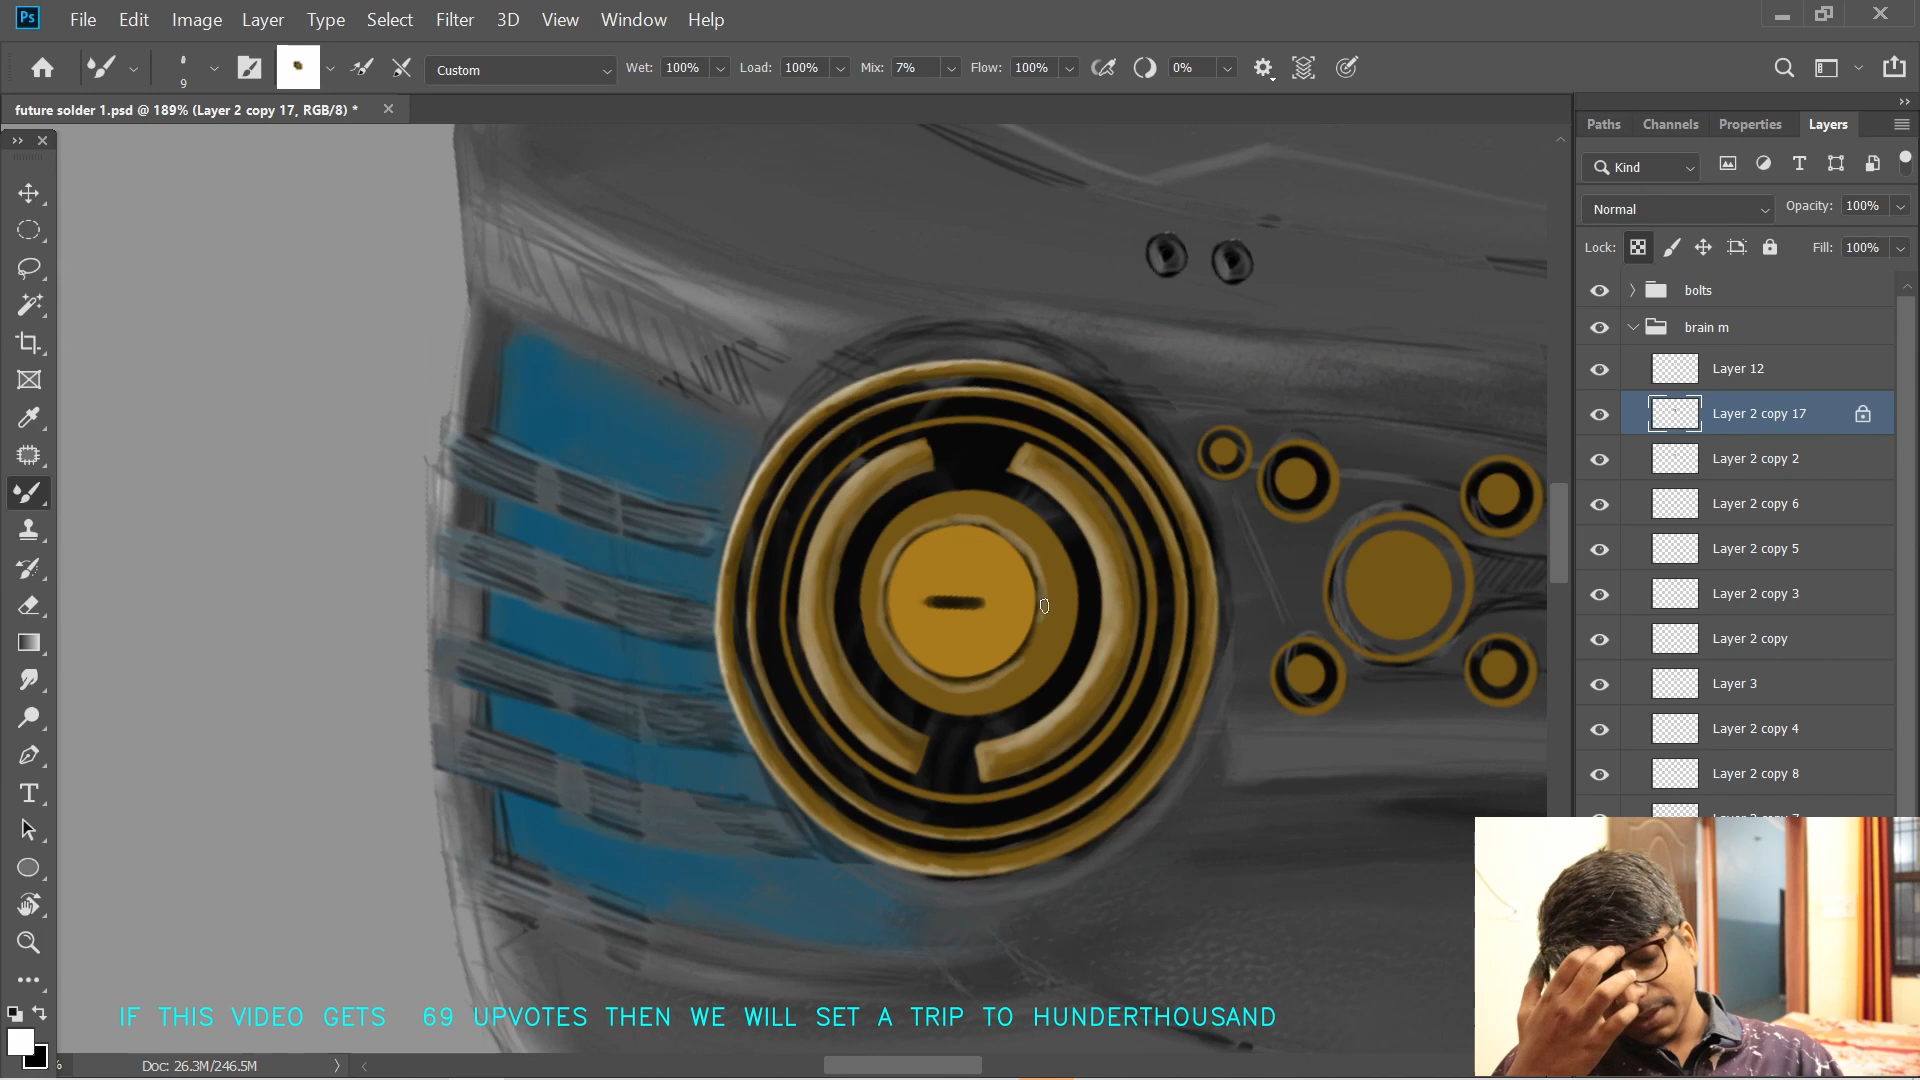 Ps File Edit Image Layer Type Select Filter 3D View Window Help
9 Custom Wet: 100% Load: 100% Mix: 7% Flow: 100% 0%
future solder 1.psd @ 189% (Layer 2 copy 17, RGB/8) *
Paths Channels Properties Layers
Kind
Normal Opacity: 100%
Lock: Fill: 100%
bolts
brain m
Layer 12
Layer 2 copy 17
Layer 2 copy 2
Layer 2 copy 6
Layer 2 copy 5
Layer 2 copy 3
Layer 2 copy
Layer 3
Layer 2 copy 4
Layer 2 copy 8
IF THIS VIDEO GETS 69 UPVOTES THEN WE WILL SET A TRIP TO HUNDERTHOUSAND
% Doc: 26.3M/246.5M